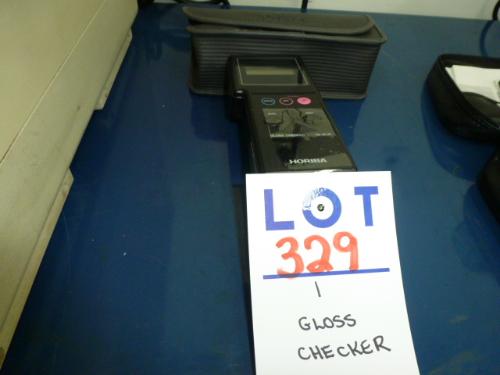 HORIBA
LOT
329
1
GLOSS
CHECKER